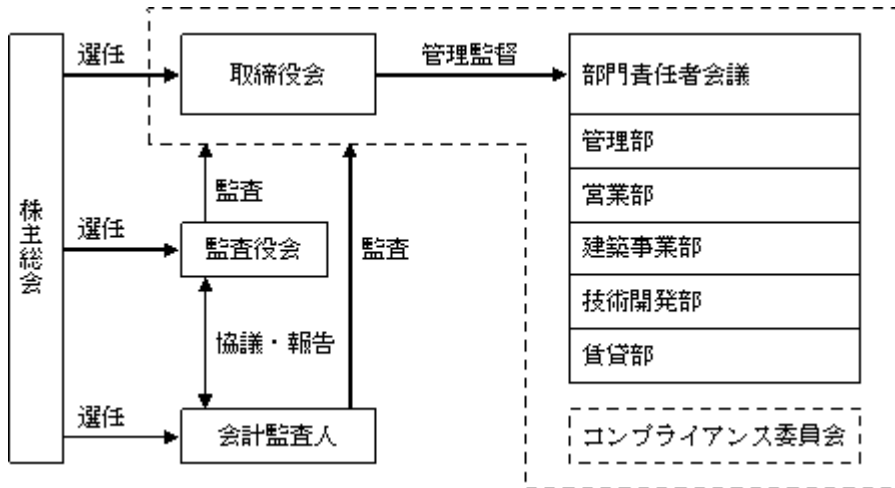 選任
取締役会
管理監督
部門責任者会議
管理部
監査
営業部
株主総会
選任
監査役会
監査
建築事業部
技術開発部
協議・報告
賃貸部
選任
会計監査人
コンプライアンス委員会